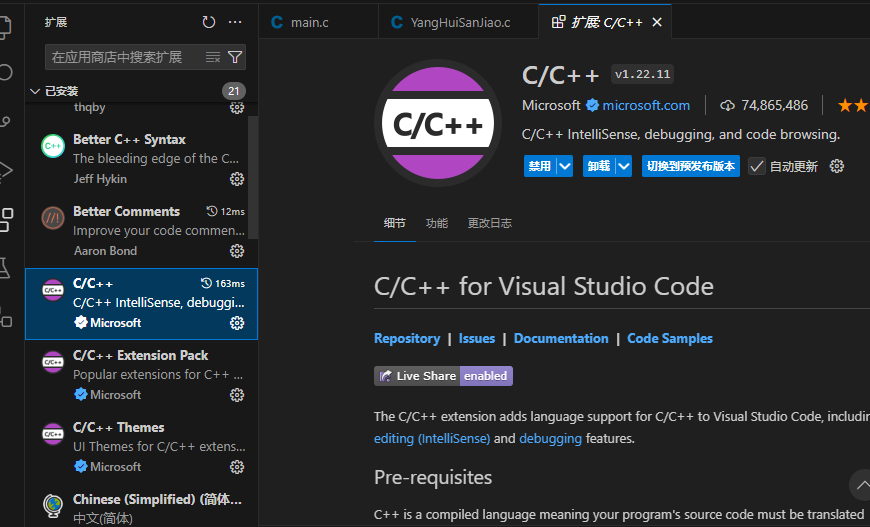 扩展
在应用商店中搜索扩展
已安装 21
thqby
C++
Better C++ Syntax
The bleeding edge of the C...
Jeff Hykin
//!
Better Comments 12ms
Improve your code commen...
Aaron Bond
C/C++
C/C++ 163ms
C/C++ IntelliSense, debuggi...
Microsoft
C/C++
C/C++ Extension Pack
Popular extensions for C++ ...
Microsoft
C/C++
C/C++ Themes
UI Themes for C/C++ extens...
Microsoft
Chinese (Simplified) (简体...
中文(简体)
C main.c C YangHuiSanJiao.c 扩展: C/C++
C/C++
C/C++ v1.22.11
Microsoft microsoft.com 74,865,486
C/C++ IntelliSense, debugging, and code browsing.
禁用 卸载 切换到预发布版本 自动更新
细节 功能 更改日志
C/C++ for Visual Studio Code
Repository | Issues | Documentation | Code Samples
Live Share enabled
The C/C++ extension adds language support for C/C++ to Visual Studio Code, includin
editing (IntelliSense) and debugging features.
Pre-requisites
C++ is a compiled language meaning your program's source code must be translated